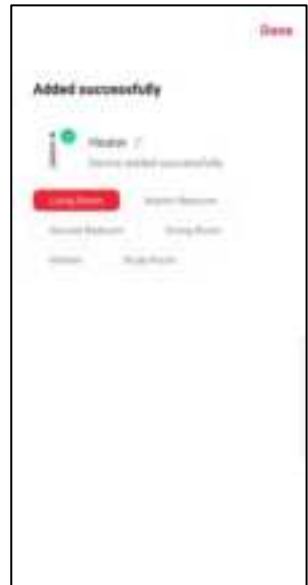 Done
Added successfully
Heater
Device added successfully
Living Room Master Bedroom
Second Bedroom Dining Room
Kitchen Study Room